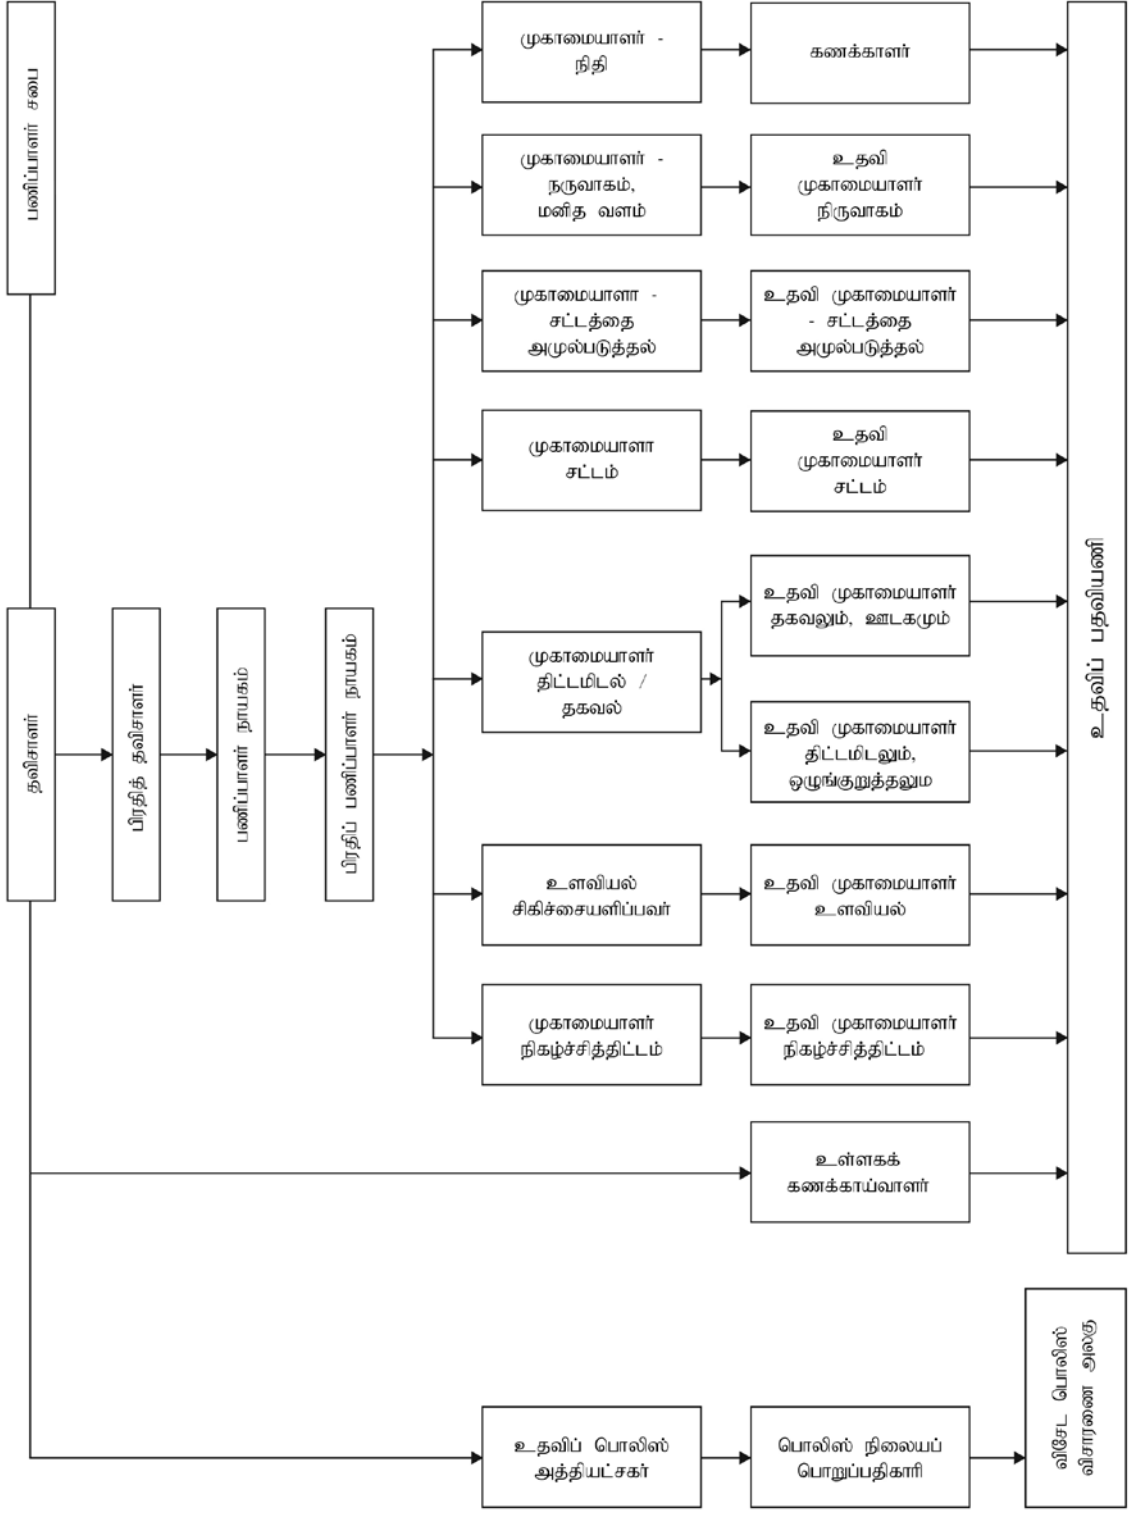 பணிப்பாளர் சபை
தவிசாளர்
பிரதித் தவிசாளர்
பணிப்பாளர் நாயகம்
பிரதிப் பணிப்பாளர் நாயகம்
முகாமையாளர் -
நிதி
கணக்காளர்
முகாமையாளர் -
நருவாகம்,
மனித வளம்
உதவி
முகாமையாளர்
நிருவாகம்
முகாமையாளா -
சட்டத்தை
அமுல்படுத்தல்
உதவி முகாமையாளர்
- சட்டத்தை
அமுல்படுத்தல்
முகாமையாளா
சட்டம்
உதவி
முகாமையாளர்
சட்டம்
முகாமையாளர்
திட்டமிடல் /
தகவல்
உதவி முகாமையாளர்
தகவலும், ஊடகமும்
உதவி முகாமையாளர்
திட்டமிடலும்,
ஒழுங்குறுத்தலும
உளவியல்
சிகிச்சையளிப்பவர்
உதவி முகாமையாளர்
உளவியல்
முகாமையாளர்
நிகழ்ச்சித்திட்டம்
உதவி முகாமையாளர்
நிகழ்ச்சித்திட்டம்
உள்ளகக்
கணக்காய்வாளர்
உதவிப் பதவியணி
உதவிப் பொலிஸ்
அத்தியட்சகர்
பொலிஸ் நிலையப்
பொறுப்பதிகாரி
விசேட பொலிஸ்
விசாரணை அலகு